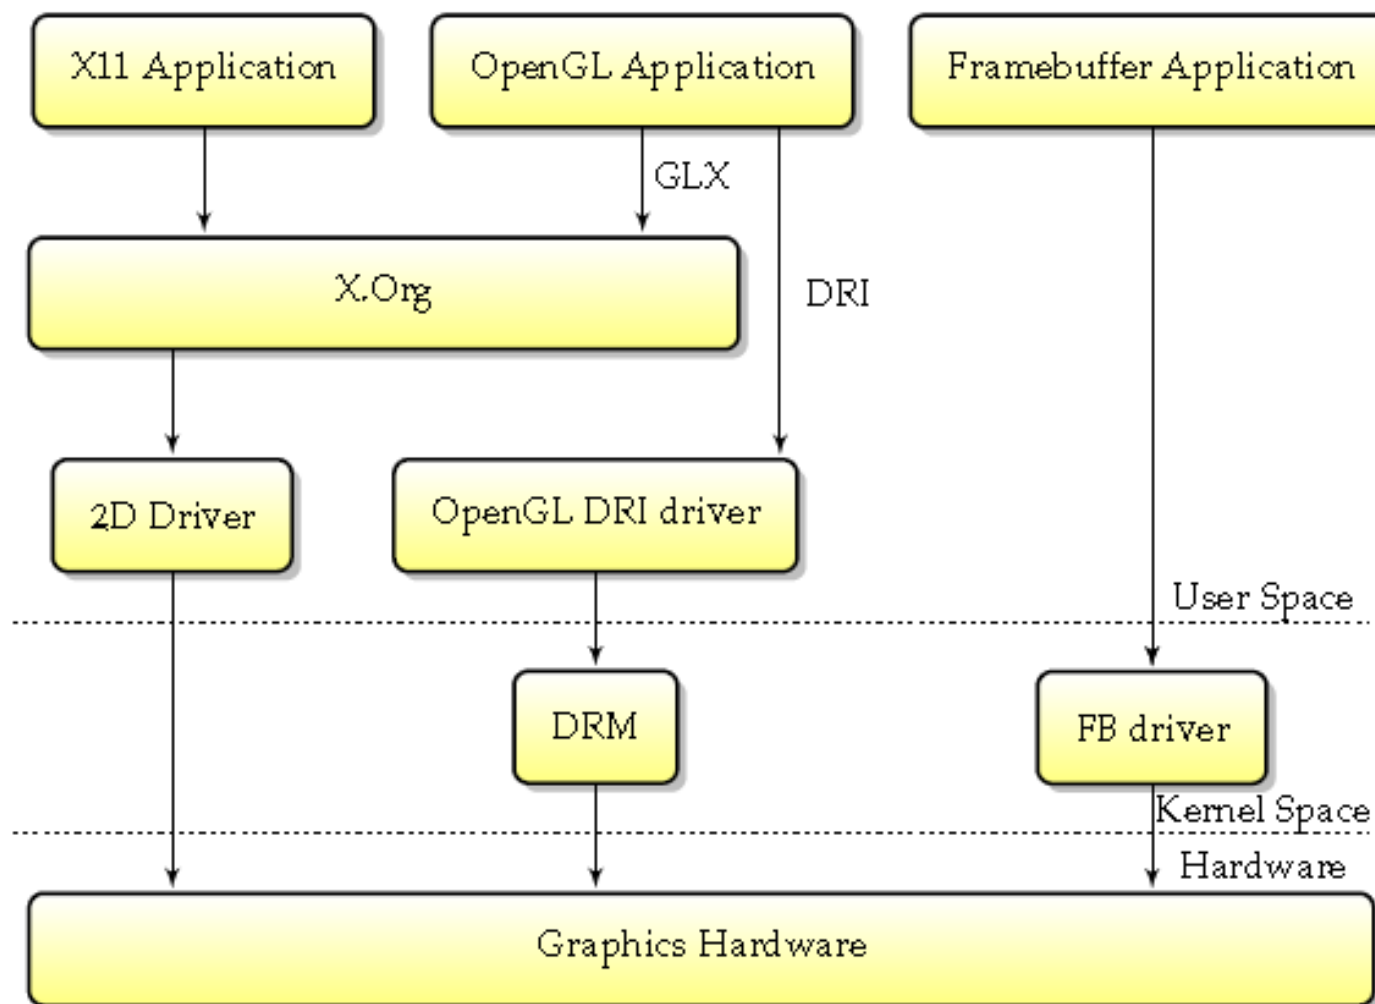 X11 Application
OpenGL Application
Framebuffer Application
GLX
X.Org
DRI
2D Driver
OpenGL DRI driver
User Space
DRM
FB driver
Kernel Space
Hardware
Graphics Hardware